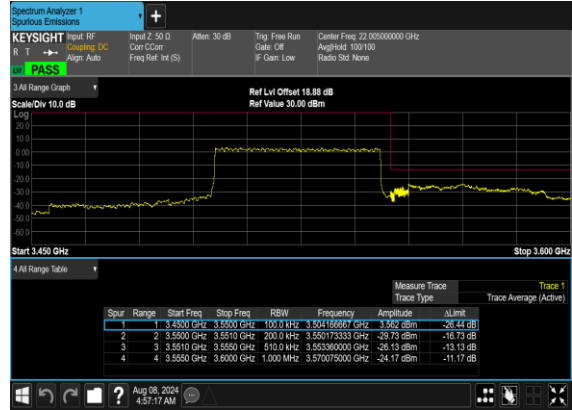 Spectrum Analyzer 1
Spurious Emissions
+
KEYSIGHT Input: RF Input Z: 50 Ω Atten: 30 dB Trig: Free Run Center Freq: 22.005000000 GHz
R T Coupling: DC Corr CCorr Gate: Off Avg|Hold: 100/100
Align: Auto Freq Ref: Int (S) IF Gain: Low Radio Std: None
PASS
3 All Range Graph
Ref Lvl Offset 18.88 dB
Scale/Div 10.0 dB Ref Value 30.00 dBm
Log
20.0
10.0
0.00
-10.0
-20.0
-30.0
-40.0
-50.0
-60.0
Start 3.450 GHz Stop 3.600 GHz
4 All Range Table
Measure Trace Trace 1
Trace Type Trace Average (Active)
Spur Range Start Freq Stop Freq RBW Frequency Amplitude ΔLimit
1 1 3.4500 GHz 3.5500 GHz 100.0 kHz 3.504166667 GHz 3.562 dBm -26.44 dB
2 2 3.5500 GHz 3.5510 GHz 200.0 kHz 3.550173333 GHz -29.73 dBm -16.73 dB
3 3 3.5510 GHz 3.5550 GHz 510.0 kHz 3.553360000 GHz -26.13 dBm -13.13 dB
4 4 3.5550 GHz 3.6000 GHz 1.000 MHz 3.570075000 GHz -24.17 dBm -11.17 dB
? Aug 08, 2024
4:57:17 AM